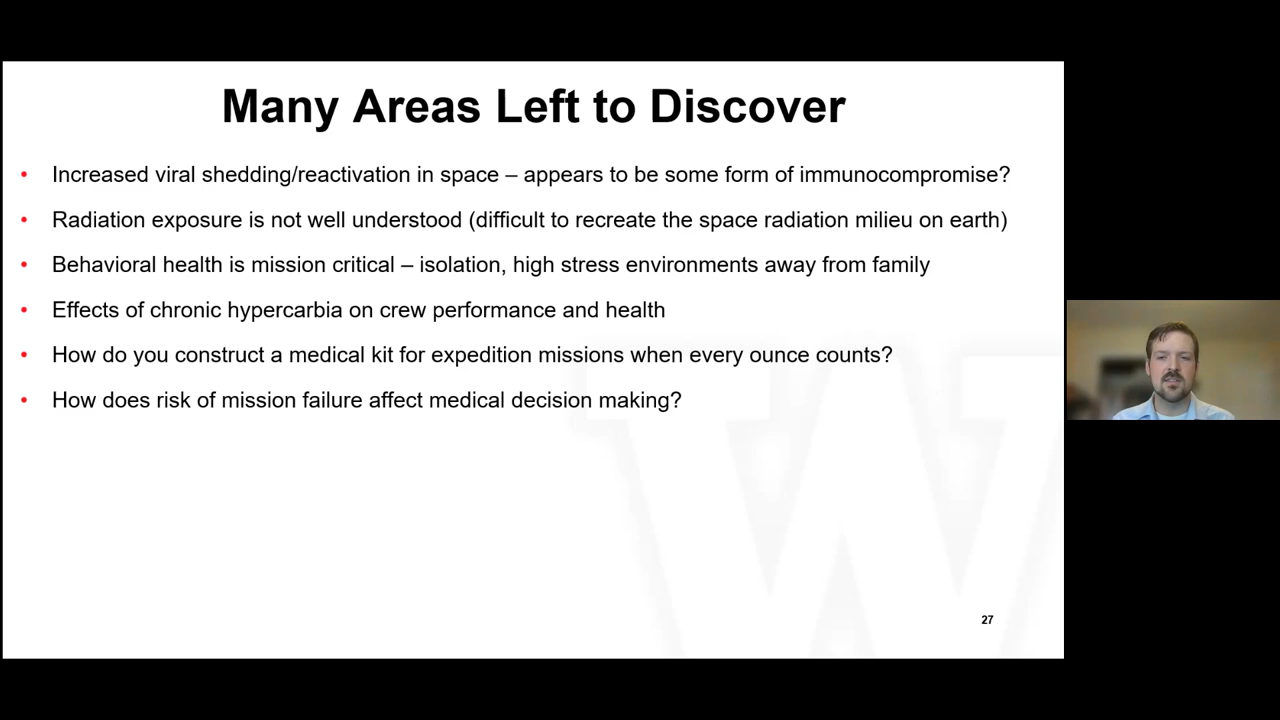 Many Areas Left to Discover
• Increased viral shedding/reactivation in space – appears to be some form of immunocompromise?
• Radiation exposure is not well understood (difficult to recreate the space radiation milieu on earth)
• Behavioral health is mission critical – isolation, high stress environments away from family
• Effects of chronic hypercarbia on crew performance and health
• How do you construct a medical kit for expedition missions when every ounce counts?
• How does risk of mission failure affect medical decision making?
W
27